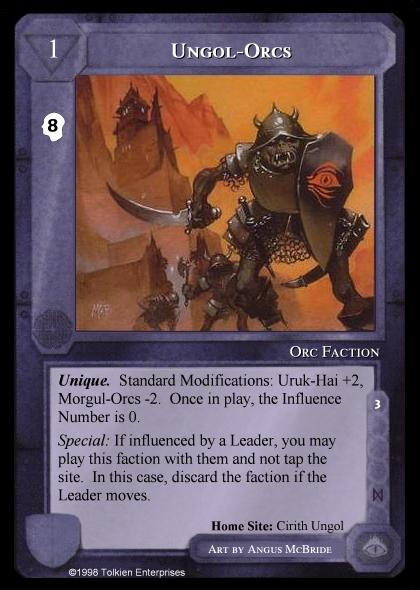 1
Ungol-Orcs
8
Orc Faction
Unique. Standard Modifications: Uruk-Hai +2,
Morgul-Orcs -2. Once in play, the Influence
Number is 0.
3
Special: If influenced by a Leader, you may
play this faction with them and not tap the
site. In this case, discard the faction if the
Leader moves.
Home Site: Cirith Ungol
Art by Angus McBride
©1998 Tolkien Enterprises